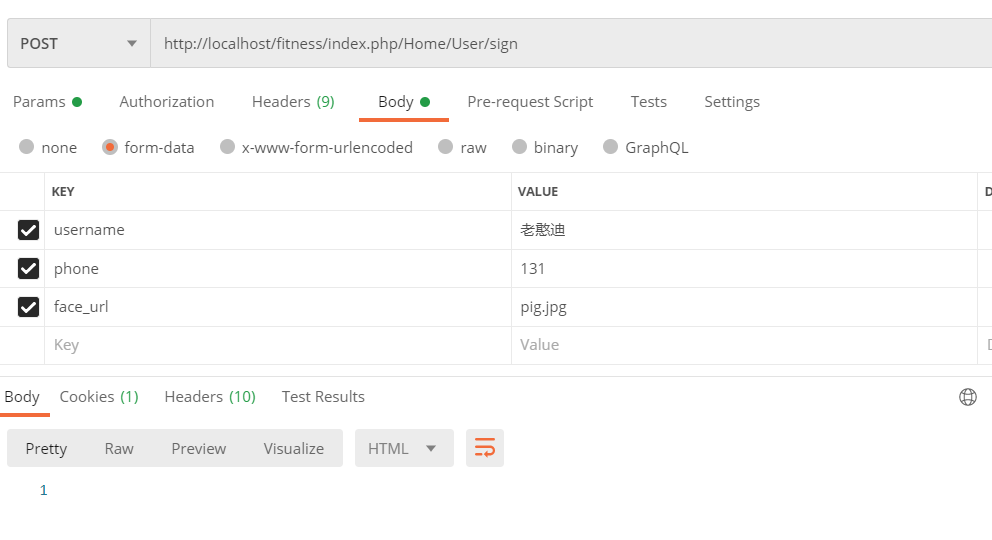 POST http://localhost/fitness/index.php/Home/User/sign
Params Authorization Headers (9) Body Pre-request Script Tests Settings
none form-data x-www-form-urlencoded raw binary GraphQL
KEY VALUE
username 老憨迪
phone 131
face_url pig.jpg
Key Value
Body Cookies (1) Headers (10) Test Results
Pretty Raw Preview Visualize HTML
1